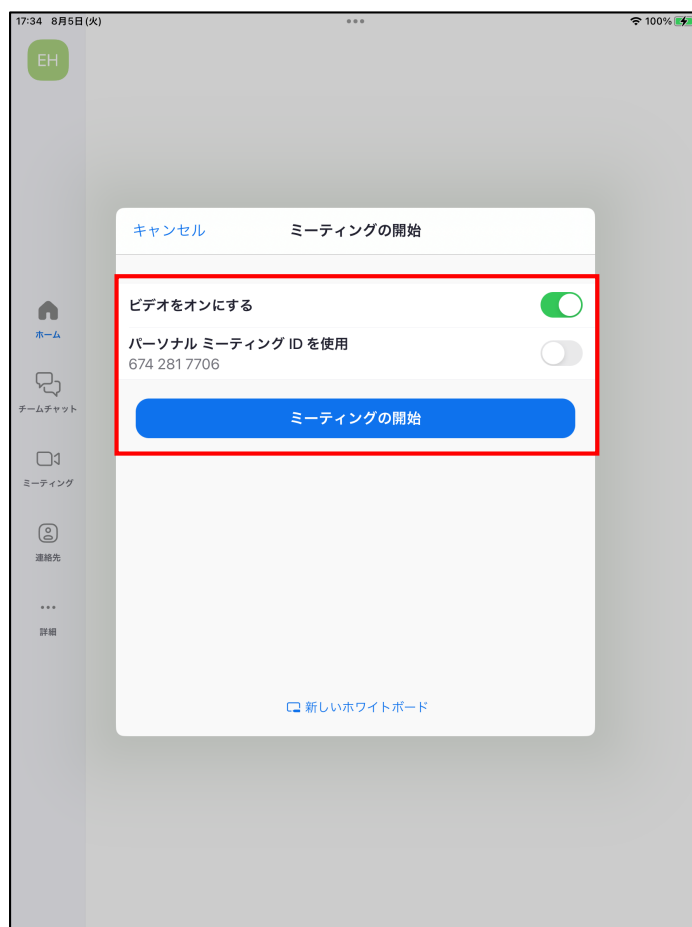 17:34 8月5日(火)
100%
EH
キャンセル
ミーティングの開始
ビデオをオンにする
パーソナル ミーティング ID を使用
674 281 7706
ミーティングの開始
ホーム
チームチャット
ミーティング
連絡先
詳細
新しいホワイトボード